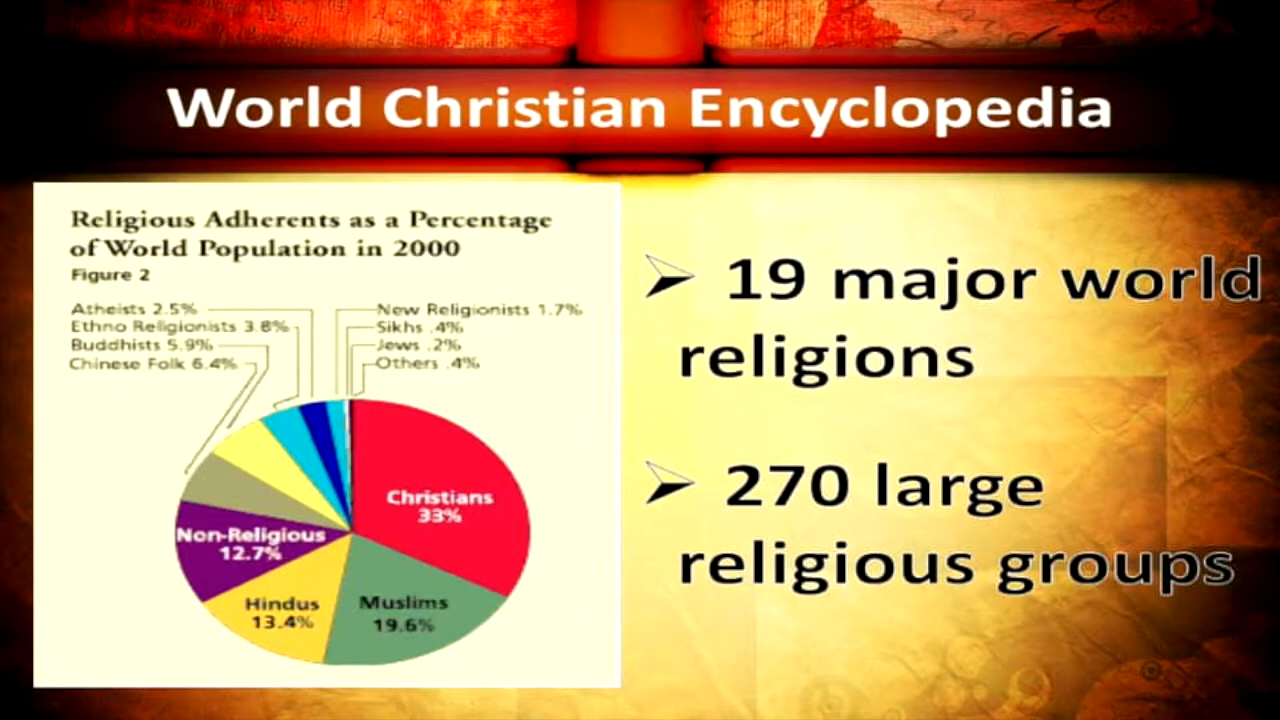 World Christian Encyclopedia
Religious Adherents as a Percentage
of World Population in 2000
Figure 2
Atheists 2.5%
Ethno Religionists 3.8%
Buddhists 5.9%
Chinese Folk 6.4%
New Religionists 1.7%
Sikhs .4%
Jews .2%
Others .4%
Christians
33%
Non-Religious
12.7%
Hindus
13.4%
Muslims
19.6%
19 major world
religions
270 large
religious groups